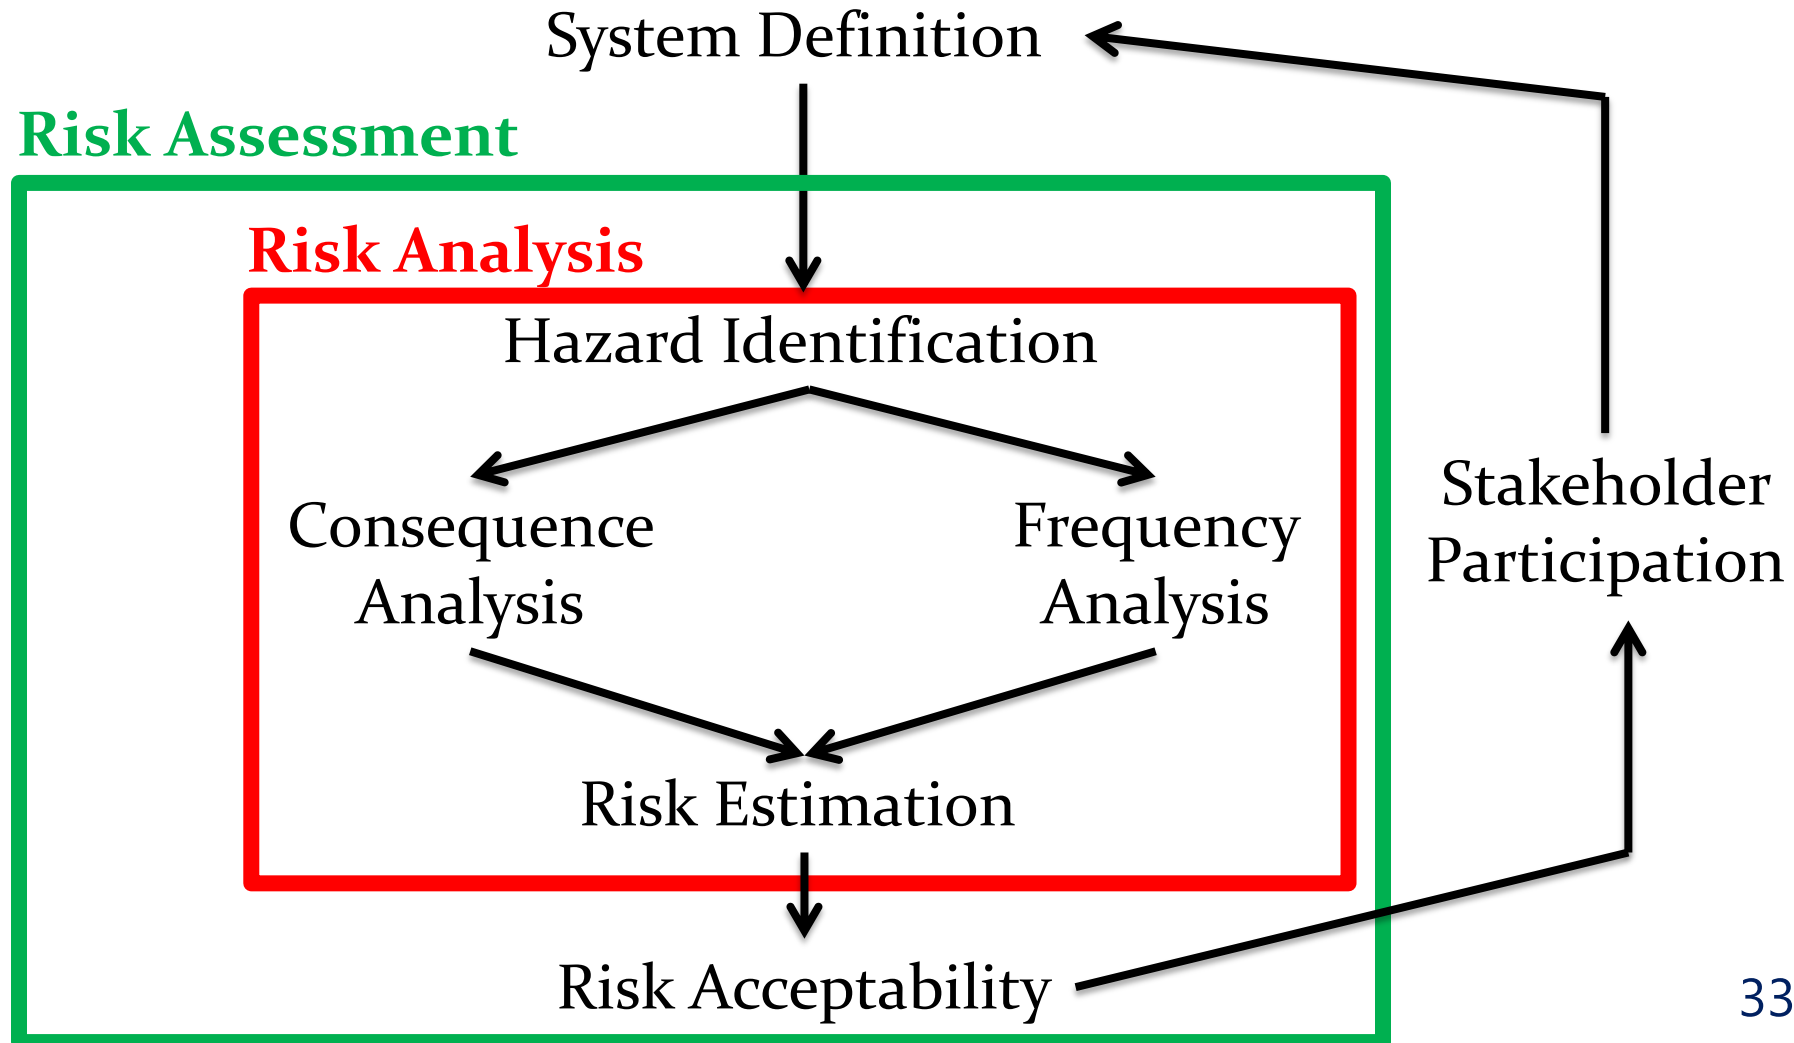 System Definition
Risk Assessment
Risk Analysis
Hazard Identification
Consequence
Analysis
Frequency
Analysis
Stakeholder
Participation
Risk Estimation
Risk Acceptability
33